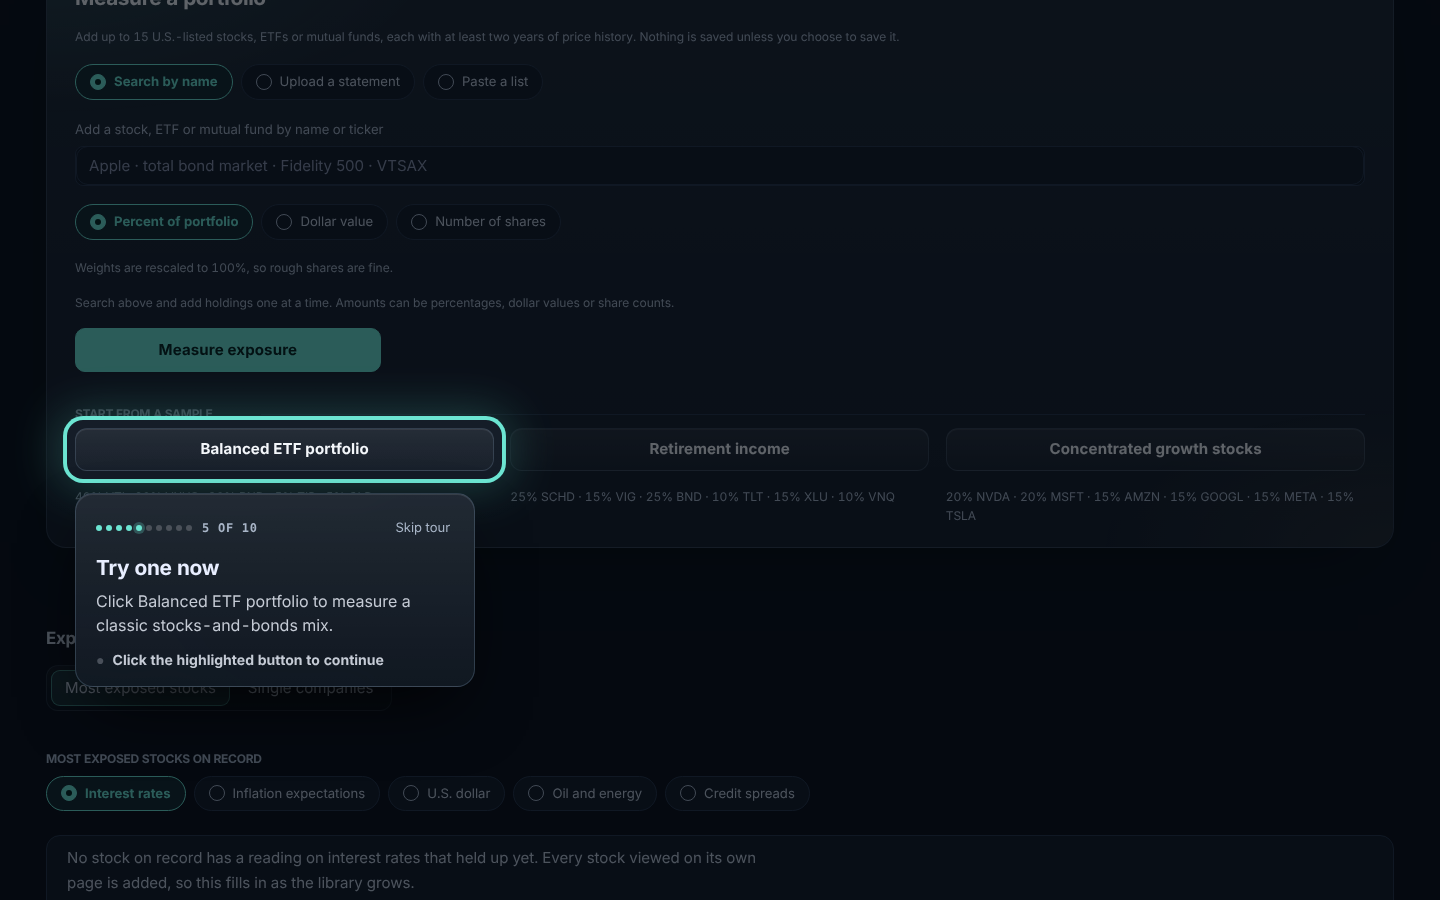 Measure a portfolio
Add up to 15 U.S.-listed stocks, ETFs or mutual funds, each with at least two years of price history. Nothing is saved unless you choose to save it.
Search by name
Upload a statement
Paste a list
Add a stock, ETF or mutual fund by name or ticker
Apple · total bond market · Fidelity 500 · VTSAX
Percent of portfolio
Dollar value
Number of shares
Weights are rescaled to 100%, so rough shares are fine.
Search above and add holdings one at a time. Amounts can be percentages, dollar values or share counts.
Measure exposure
START FROM A SAMPLE
Balanced ETF portfolio
Retirement income
Concentrated growth stocks
25% SCHD · 15% VIG · 25% BND · 10% TLT · 15% XLU · 10% VNQ
20% NVDA · 20% MSFT · 15% AMZN · 15% GOOGL · 15% META · 15%
TSLA
5 OF 10
Skip tour
Try one now
Click Balanced ETF portfolio to measure a
classic stocks-and-bonds mix.
Click the highlighted button to continue
Exp
Most exposed stocks
Single companies
MOST EXPOSED STOCKS ON RECORD
Interest rates
Inflation expectations
U.S. dollar
Oil and energy
Credit spreads
No stock on record has a reading on interest rates that held up yet. Every stock viewed on its own
page is added, so this fills in as the library grows.